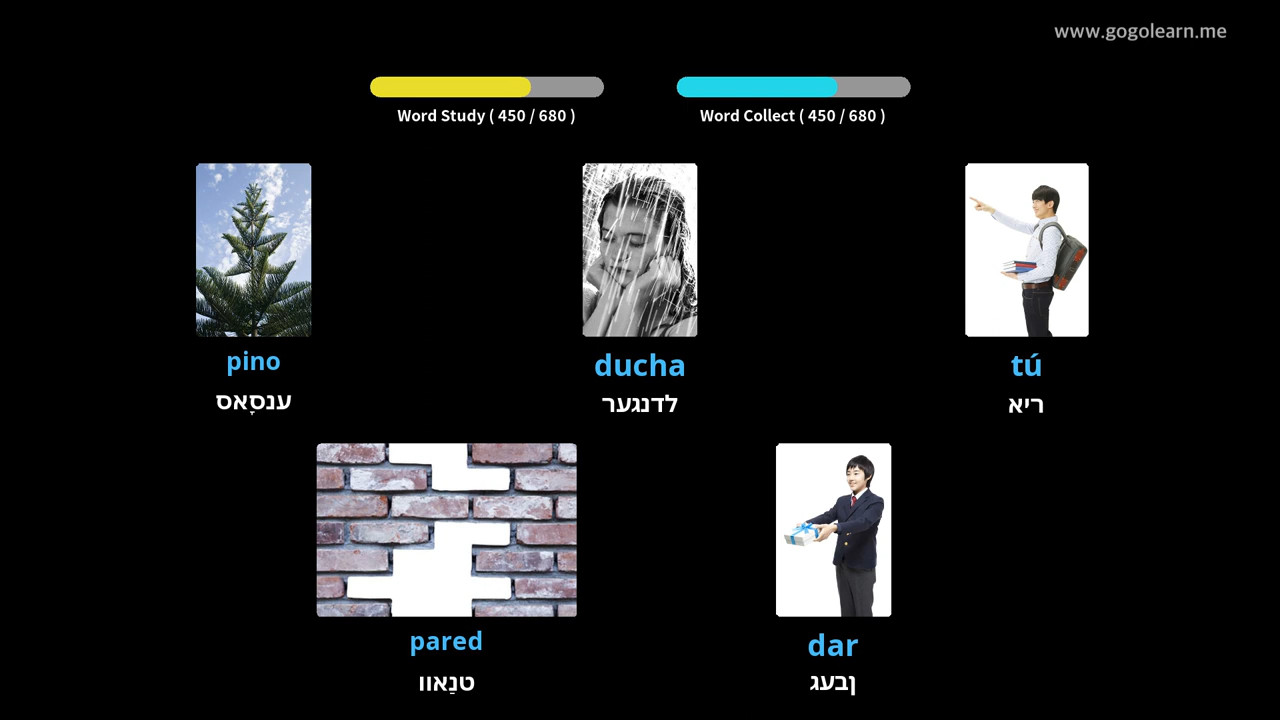 www.gogolearn.me
Word Study ( 450 / 680 )
Word Collect ( 450 / 680 )
pino
ducha
tú
ענסָאס
לדנגער
ריא
pared
dar
טנַאוו
ןבעג